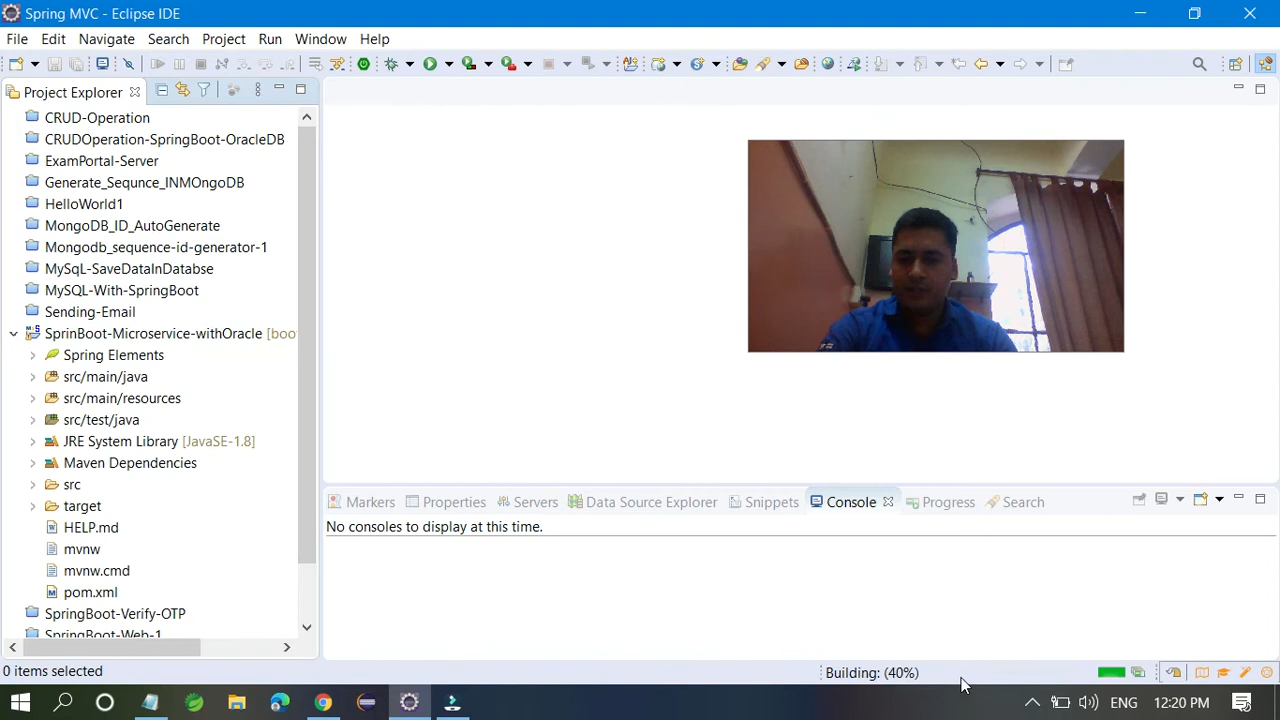 Spring MVC - Eclipse IDE
File Edit Navigate Search Project Run Window Help
Project Explorer
CRUD-Operation
CRUDOperation-SpringBoot-OracleDB
ExamPortal-Server
Generate_Sequnce_INMOngoDB
HelloWorld1
MongoDB_ID_AutoGenerate
Mongodb_sequence-id-generator-1
MySqL-SaveDataInDatabse
MySQL-With-SpringBoot
Sending-Email
SprinBoot-Microservice-withOracle [boo
Spring Elements
src/main/java
src/main/resources
src/test/java
JRE System Library [JavaSE-1.8]
Maven Dependencies
src
target
HELP.md
mvnw
mvnw.cmd
pom.xml
SpringBoot-Verify-OTP
SpringBoot-Web-1
Markers Properties Servers Data Source Explorer Snippets Console Progress Search
No consoles to display at this time.
0 items selected
Building: (40%)
ENG 12:20 PM